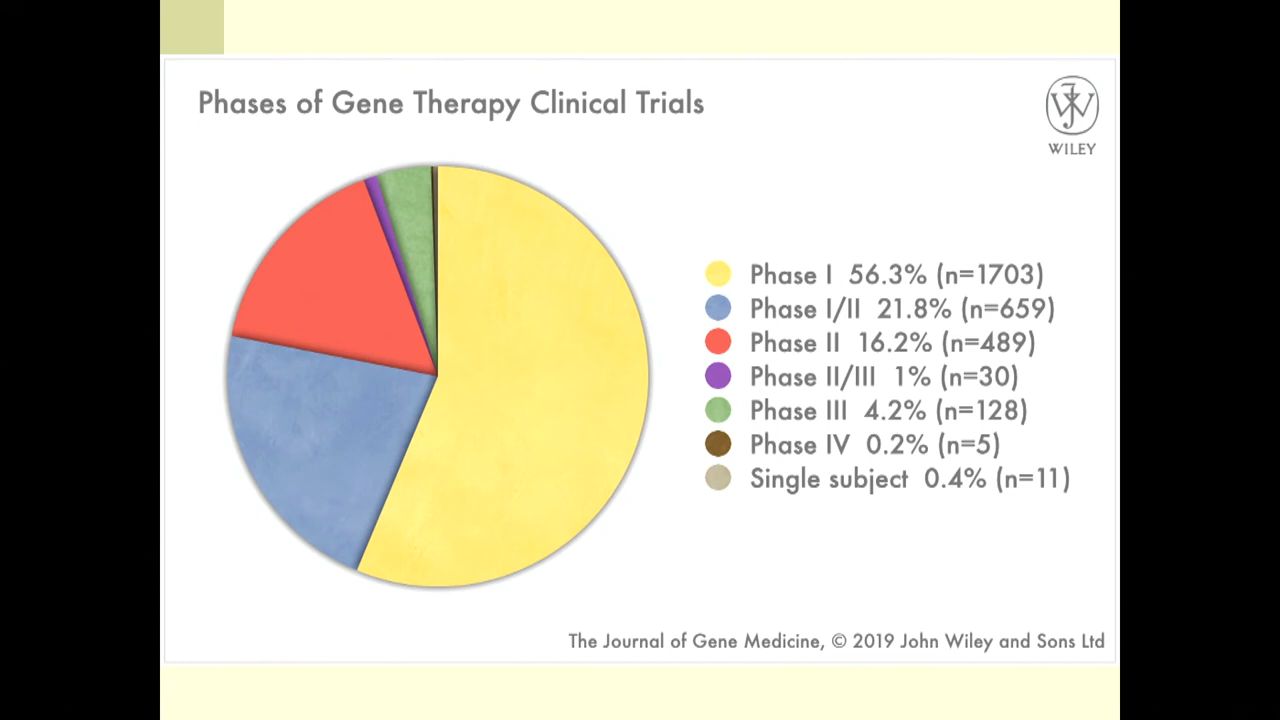 Phases of Gene Therapy Clinical Trials
WILEY
Phase I 56.3% (n=1703)
Phase I/II 21.8% (n=659)
Phase II 16.2% (n=489)
Phase II/III 1% (n=30)
Phase III 4.2% (n=128)
Phase IV 0.2% (n=5)
Single subject 0.4% (n=11)
The Journal of Gene Medicine, © 2019 John Wiley and Sons Ltd